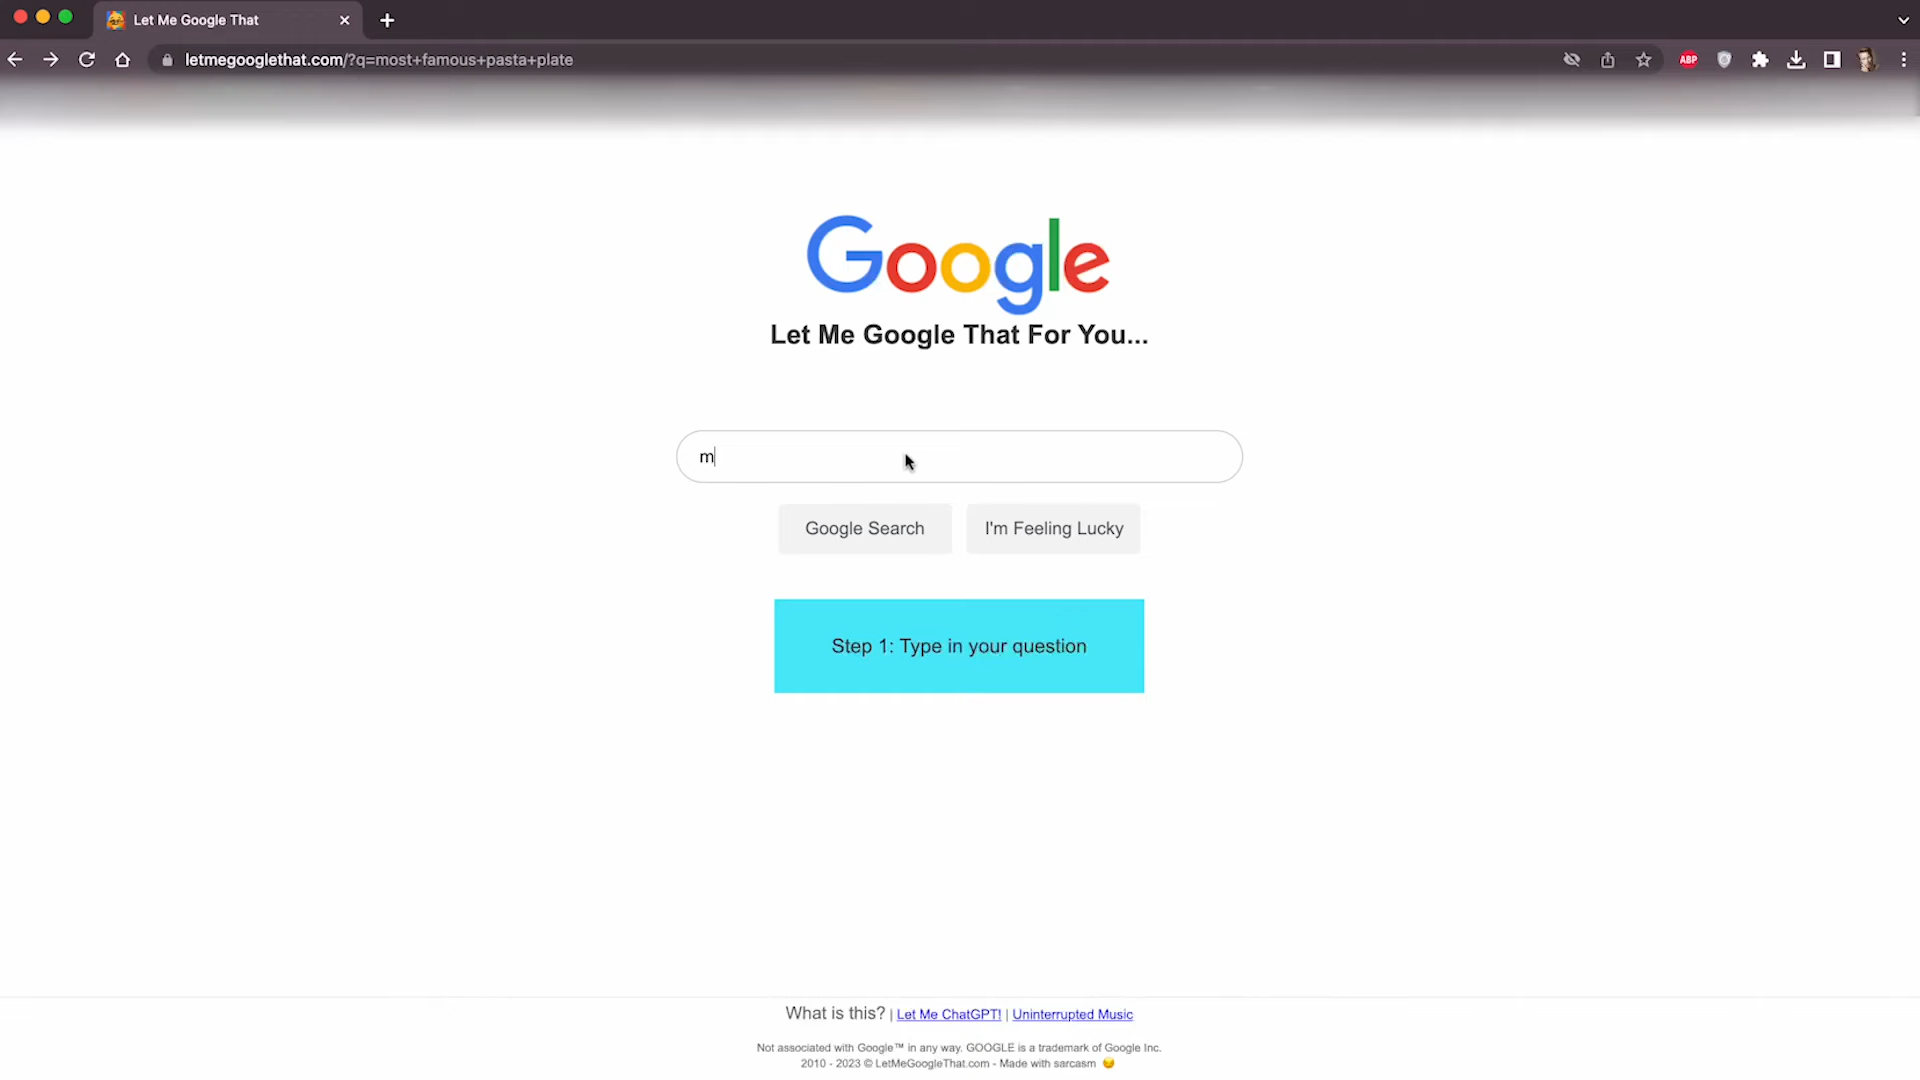 Let Me Google That
letmegooglethat.com/?q=most+famous+pasta+plate
ABP
Google
Let Me Google That For You...
m
Google Search I'm Feeling Lucky
Step 1: Type in your question
What is this? | Let Me ChatGPT! | Uninterrupted Music
Not associated with Google™ in any way. GOOGLE is a trademark of Google Inc.
2010 - 2023 © LetMeGoogleThat.com - Made with sarcasm 😏